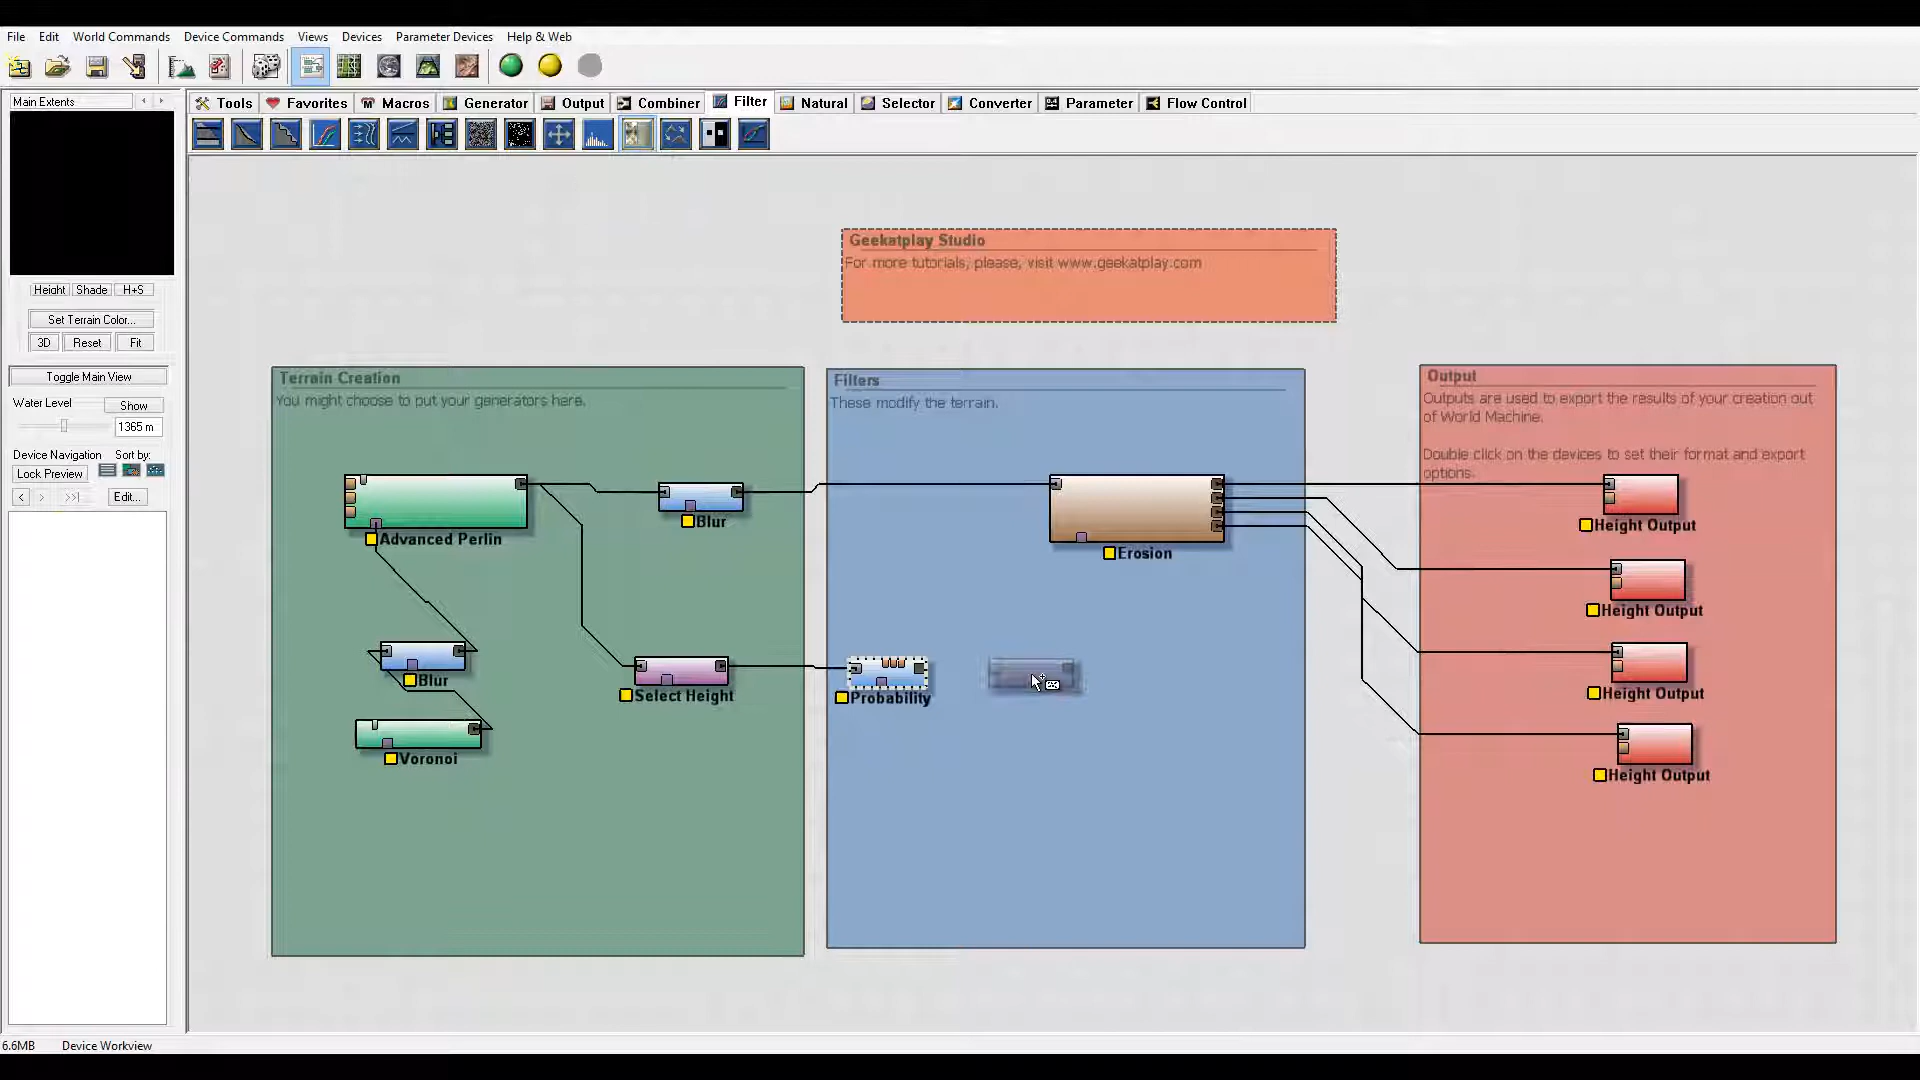 File Edit World Commands Device Commands Views Devices Parameter Devices Help & Web
Main Extents
Tools Favorites Macros Generator Output Combiner Filter Natural Selector Converter Parameter Flow Control
Height Shade H+S
Set Terrain Color...
3D Reset Fit
Toggle Main View
Water Level Show
1365 m
Device Navigation Sort by:
Lock Preview
< > >>| Edit...
Geekatplay Studio
For more tutorials, please, visit www.geekatplay.com
Terrain Creation
You might choose to put your generators here.
Advanced Perlin
Blur
Blur
Voronoi
Select Height
Filters
These modify the terrain.
Erosion
Probability
Output
Outputs are used to export the results of your creation out
of World Machine.
Double click on the devices to set their format and export
options.
Height Output
Height Output
Height Output
Height Output
6.6MB Device Workview